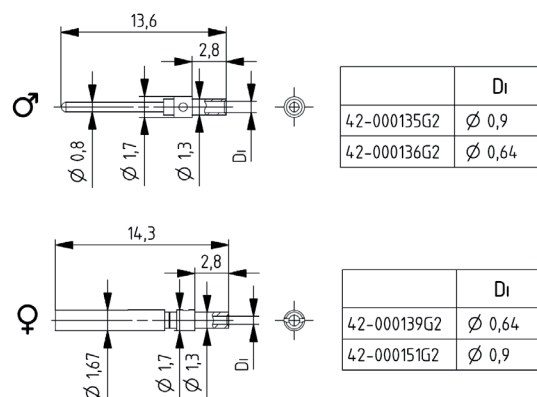 13,6
2,8
♂
Ø 0,8
Ø 1,7
Ø 1,3
DI
DI
42-000135G2 Ø 0,9
42-000136G2 Ø 0,64
14,3
2,8
♀
Ø 1,67
Ø 1,7
Ø 1,3
DI
DI
42-000139G2 Ø 0,64
42-000151G2 Ø 0,9